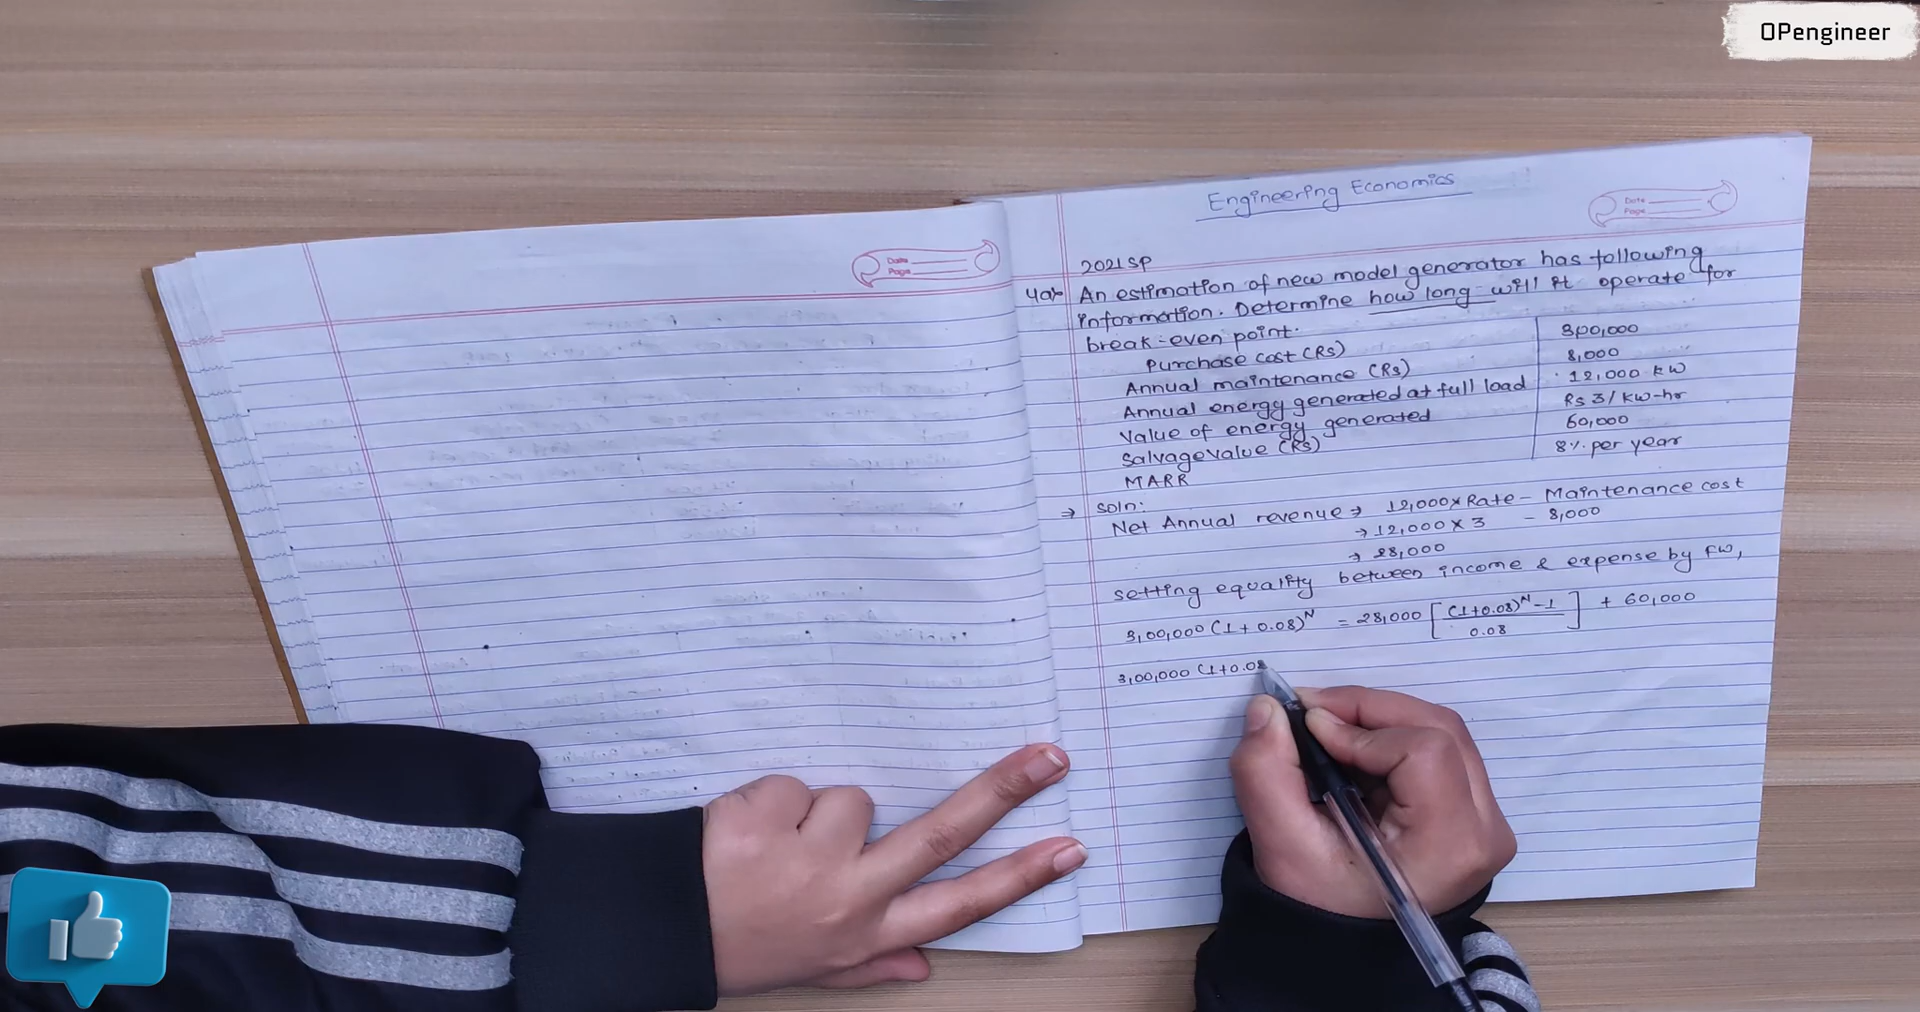 OPengineer
Engineering Economics
Date
Page
Date
Page
2021 SP
4a) An estimation of new model generator has following
information. Determine how long will it operate for
break-even point.
Purchase cost (Rs) 300,000
Annual maintenance (Rs) 8,000
Annual energy generated at full load 12,000 kW
Value of energy generated Rs 3/kW-hr
Salvage value (Rs) 60,000
MARR 8% per year
⇒ Soln:
Net Annual revenue → 12,000 × Rate - Maintenance cost
→ 12,000 × 3 - 8,000
→ 28,000
setting equality between income & expense by FW,
3,00,000 (1 + 0.08)^N = 28,000 [ (1+0.08)^N - 1 / 0.08 ] + 60,000
3,00,000 (1+0.08